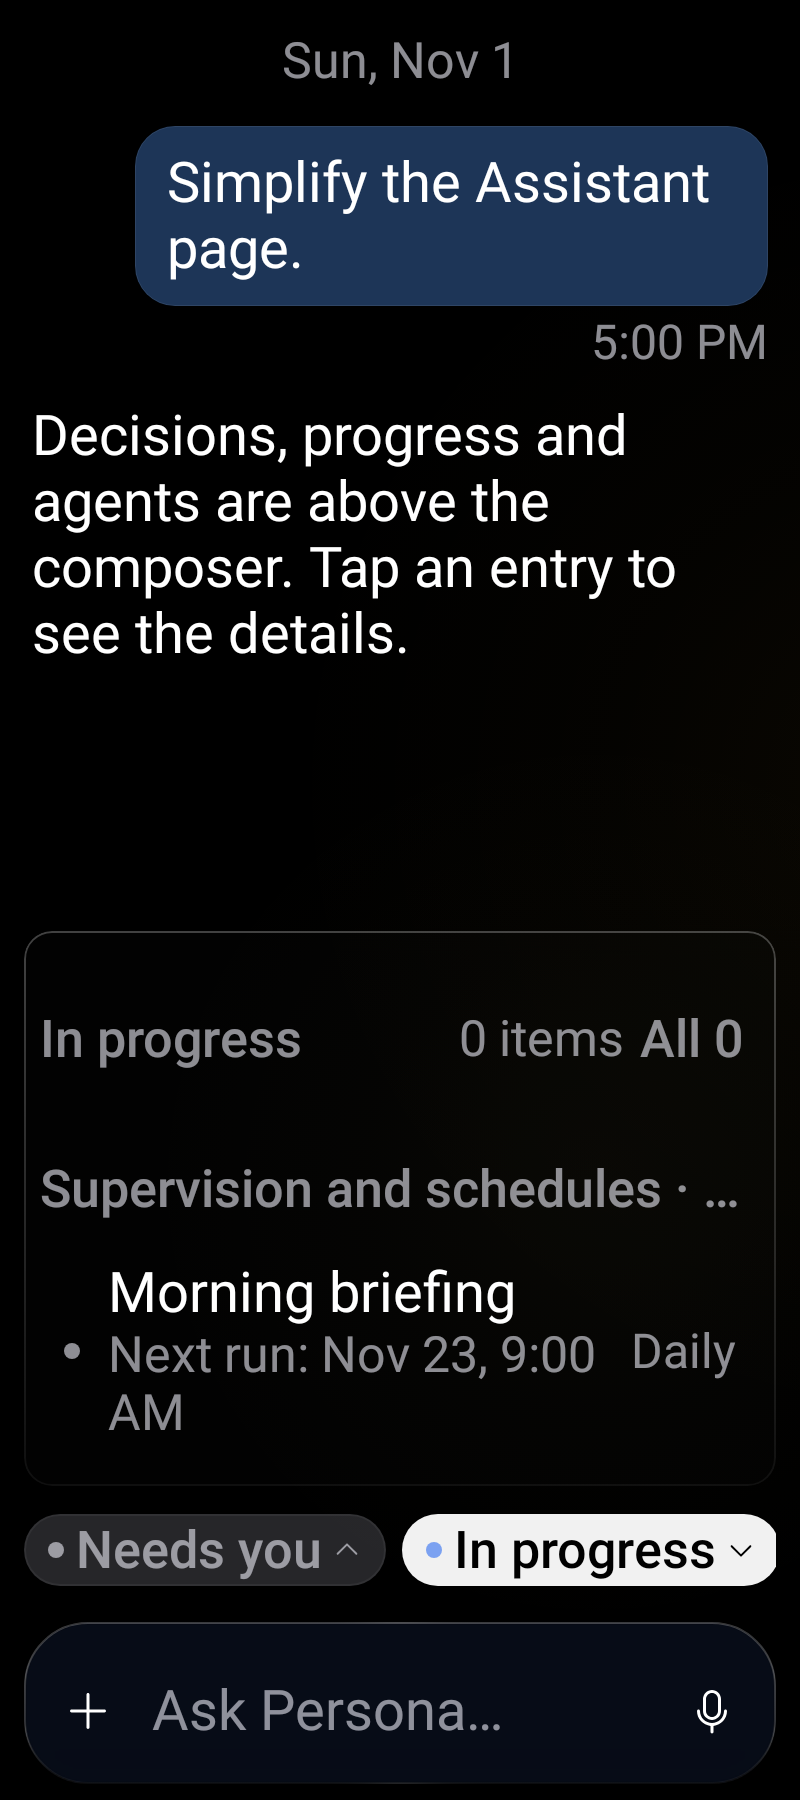 Sun, Nov 1
Simplify the Assistant
page.
5:00 PM
Decisions, progress and
agents are above the
composer. Tap an entry to
see the details.
In progress 0 items All 0
Supervision and schedules · …
Morning briefing
Next run: Nov 23, 9:00 Daily
AM
Needs you In progress
Ask Persona…